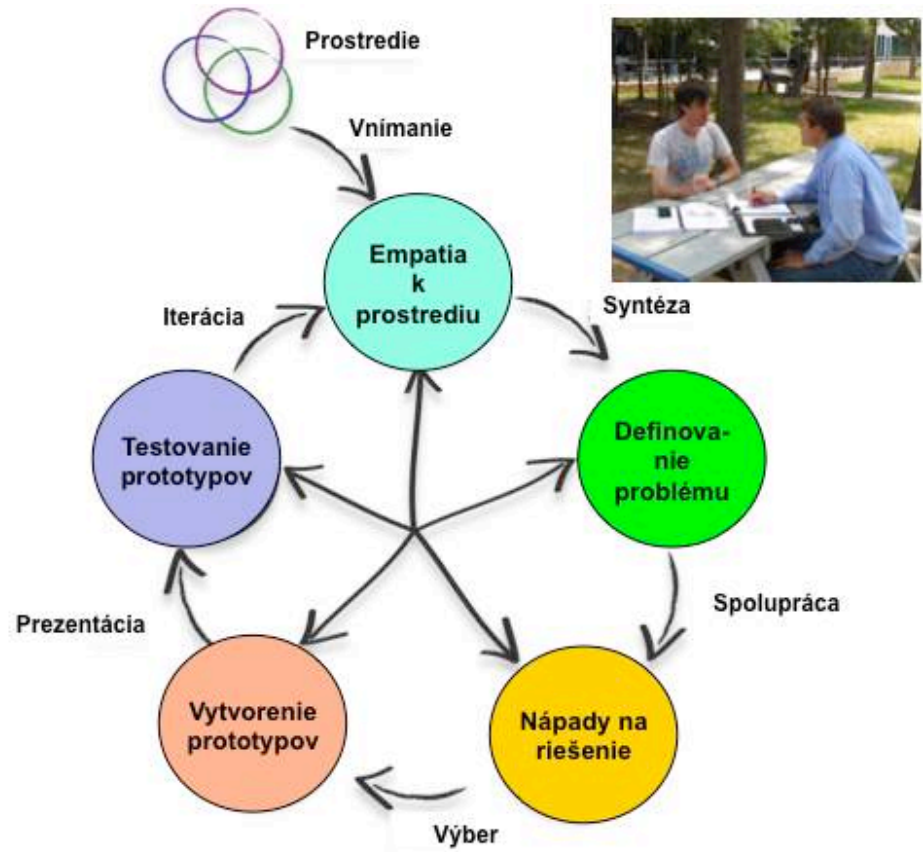 Prostredie
Vnímanie
Empatia
k
prostrediu
Syntéza
Iterácia
Definova-
nie
problému
Testovanie
prototypov
Spolupráca
Prezentácia
Nápady na
riešenie
Vytvorenie
prototypov
Výber